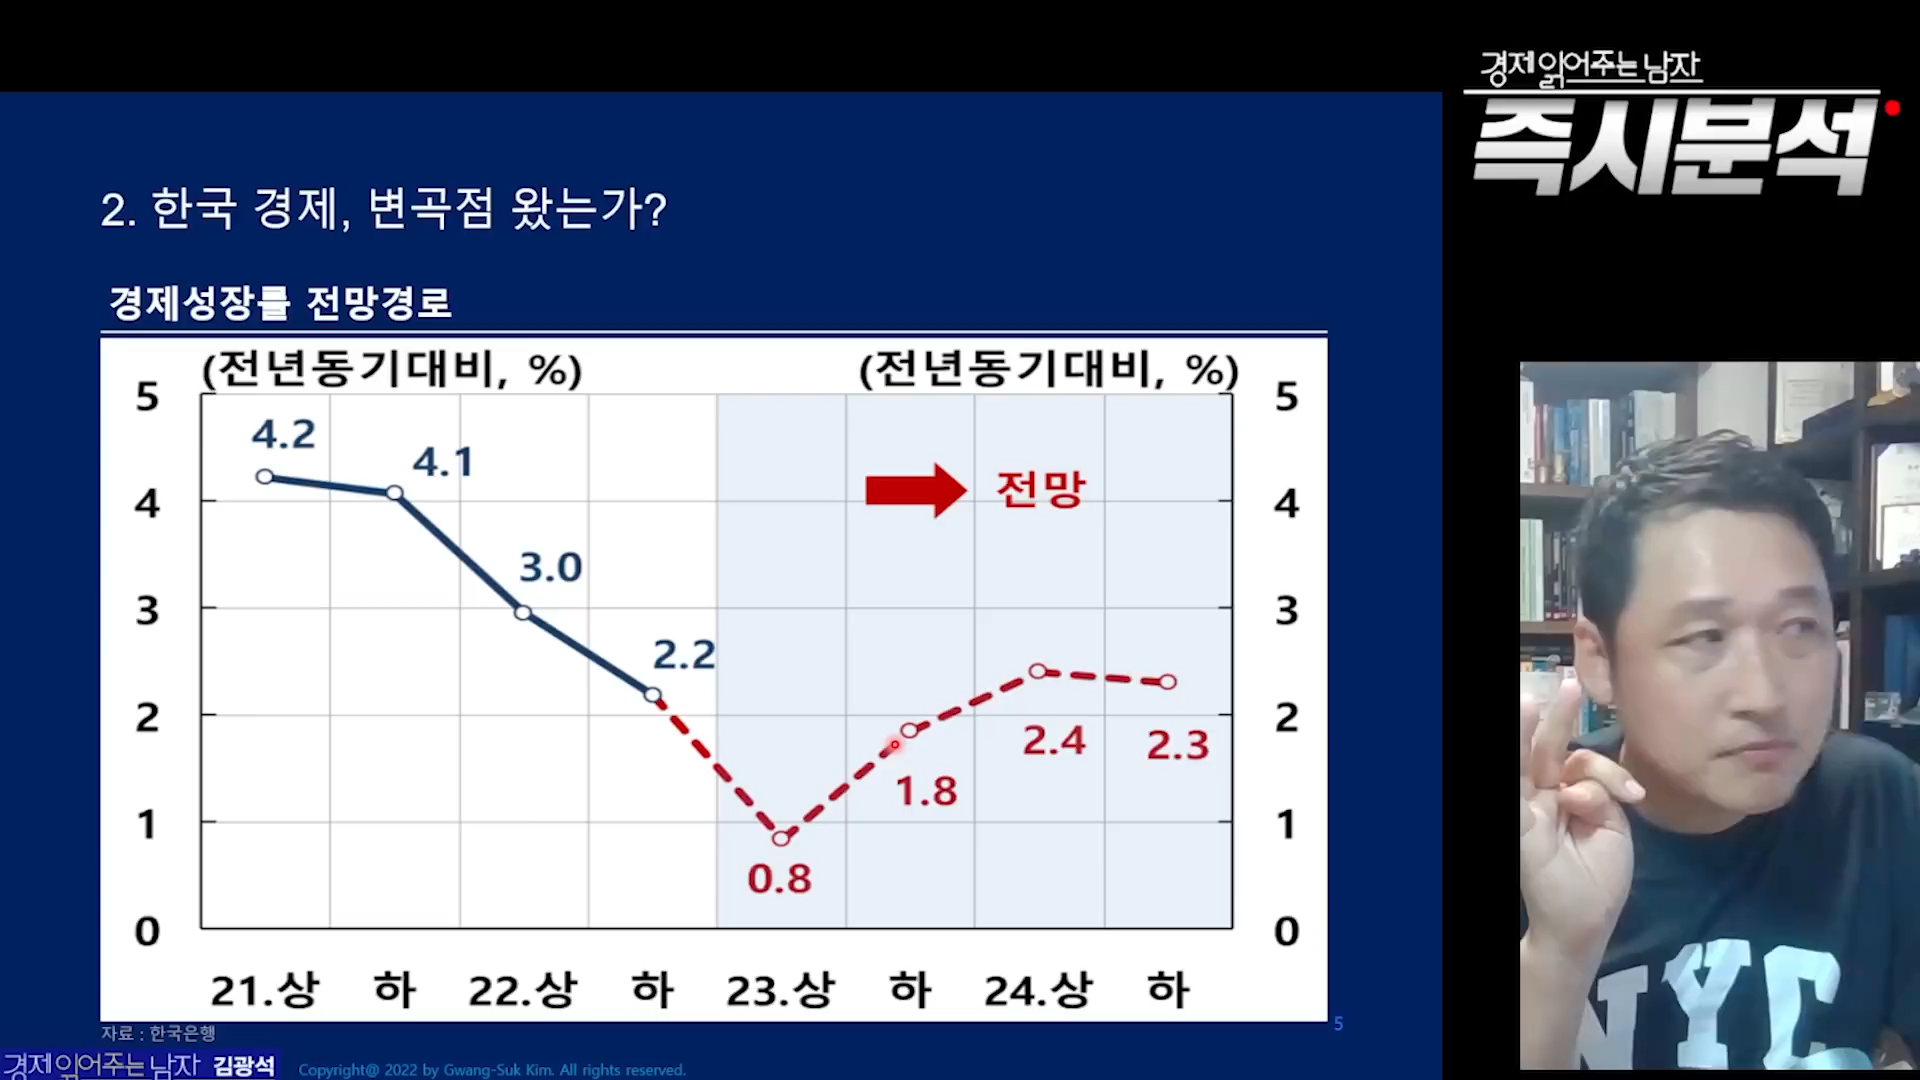 경제읽어주는남자
즉시분석
2. 한국 경제, 변곡점 왔는가?
경제성장률 전망경로
(전년동기대비, %) (전년동기대비, %)
5 5
4.2
4.1
전망
4 4
3.0
3 3
2.2
2 2
2.4 2.3
1.8
1 1
0.8
0 0
21.상 하 22.상 하 23.상 하 24.상 하
자료 : 한국은행
5
경제읽어주는남자 김광석
Copyright@ 2022 by Gwang-Suk Kim. All rights reserved.
NYC